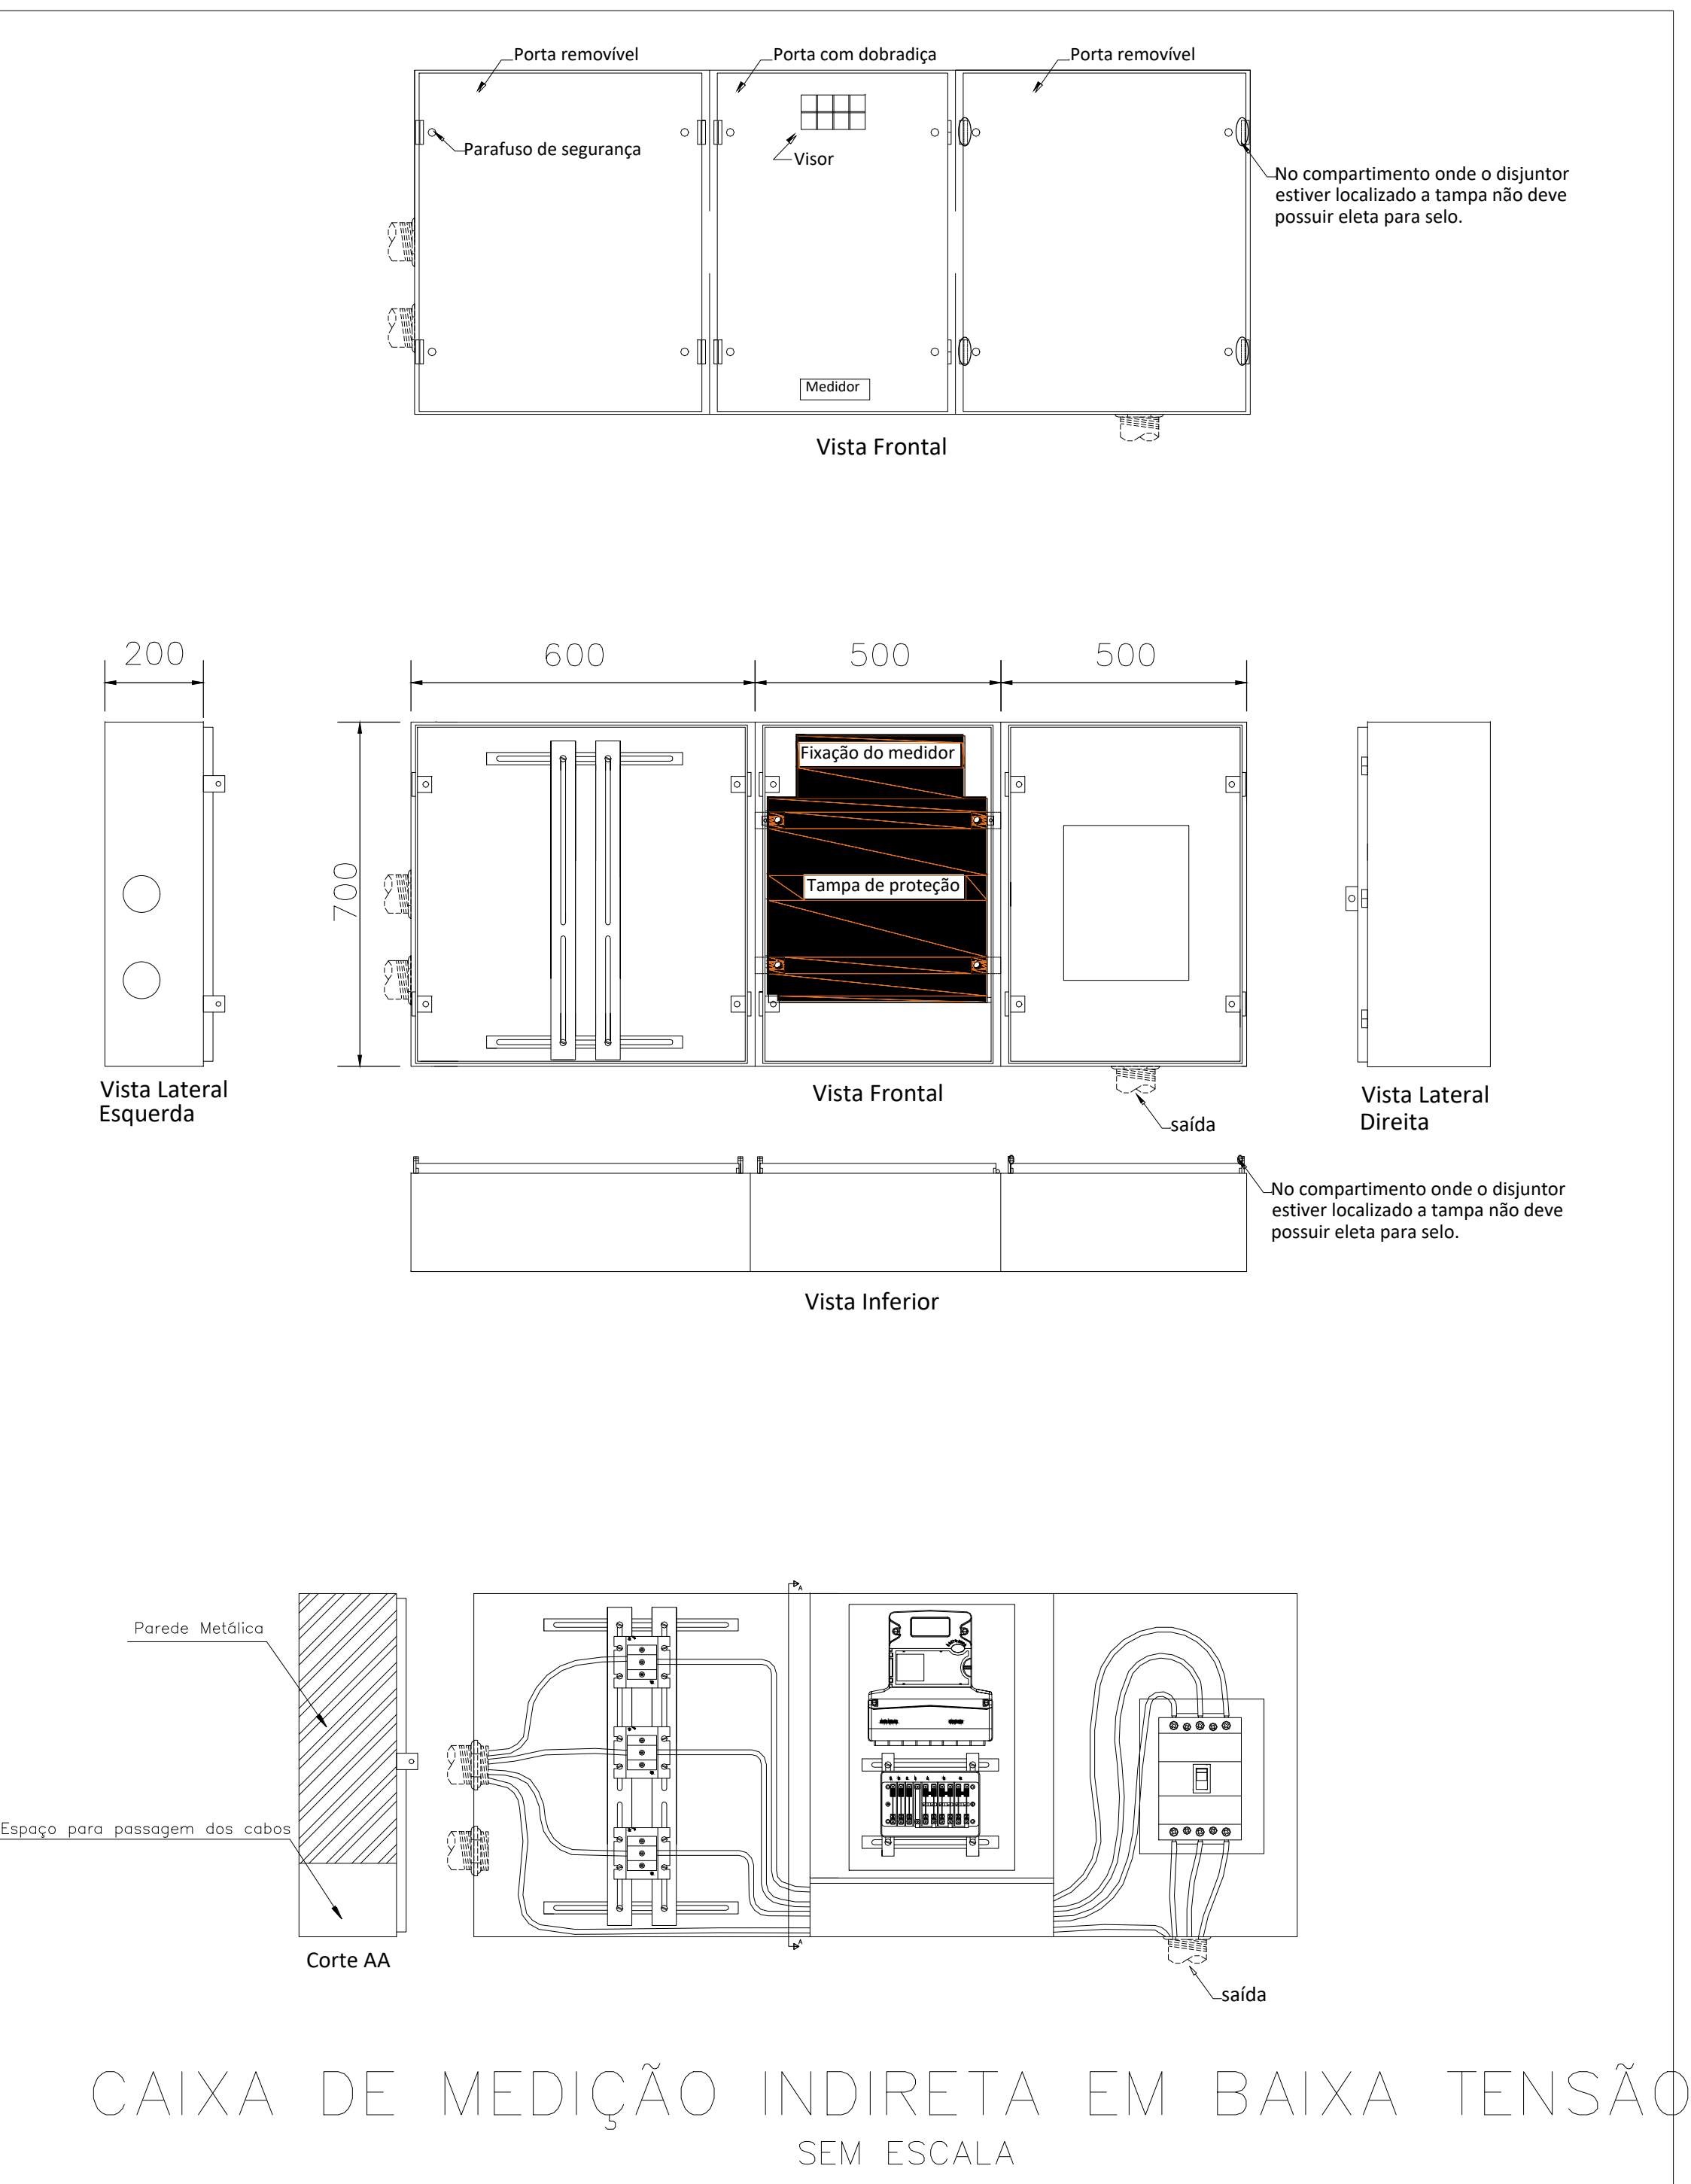 Porta removível
Porta com dobradiça
Porta removível
Parafuso de segurança
Visor
No compartimento onde o disjuntor
estiver localizado a tampa não deve
possuir eleta para selo.
Medidor
Vista Frontal
200
600
500
500
700
Fixação do medidor
Tampa de proteção
Vista Lateral
Esquerda
Vista Frontal
saída
Vista Lateral
Direita
No compartimento onde o disjuntor
estiver localizado a tampa não deve
possuir eleta para selo.
Vista Inferior
A
Parede Metálica
Espaço para passagem dos cabos
A
Corte AA
saída
CAIXA DE MEDIÇÃO INDIRETA EM BAIXA TENSÃO
SEM ESCALA